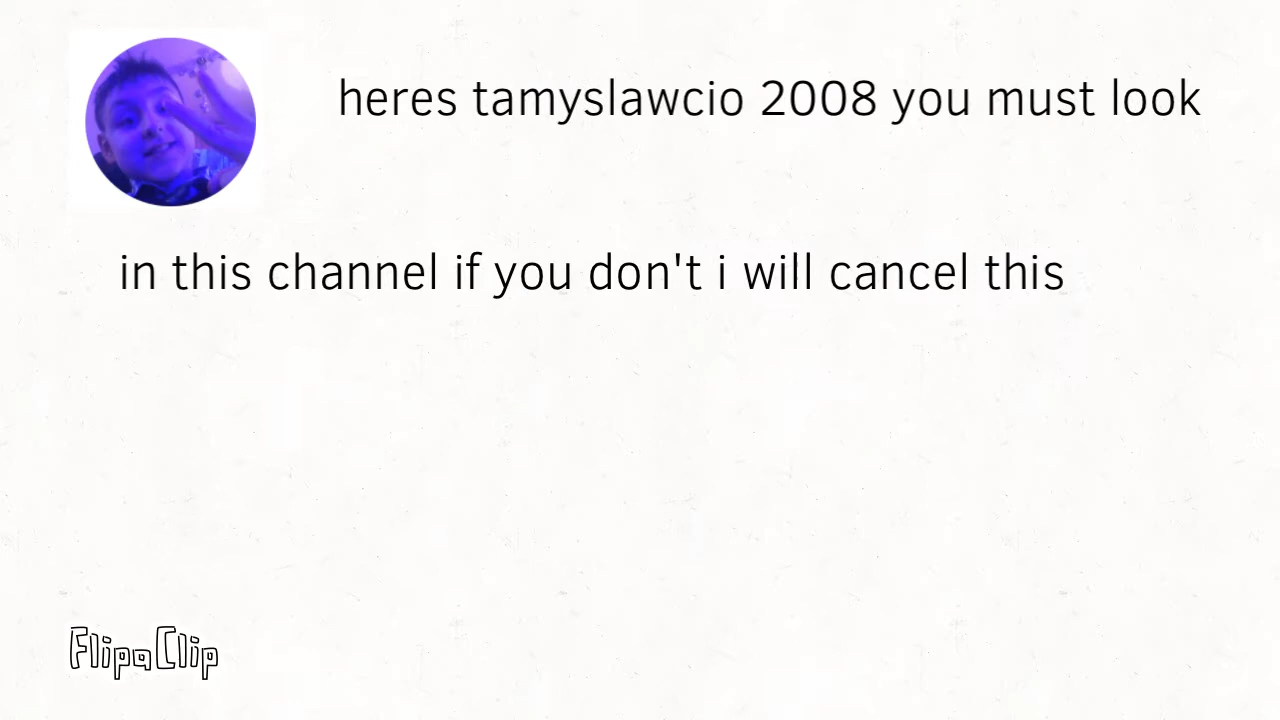 heres tamyslawcio 2008 you must look
in this channel if you don't i will cancel this
FlipaClip